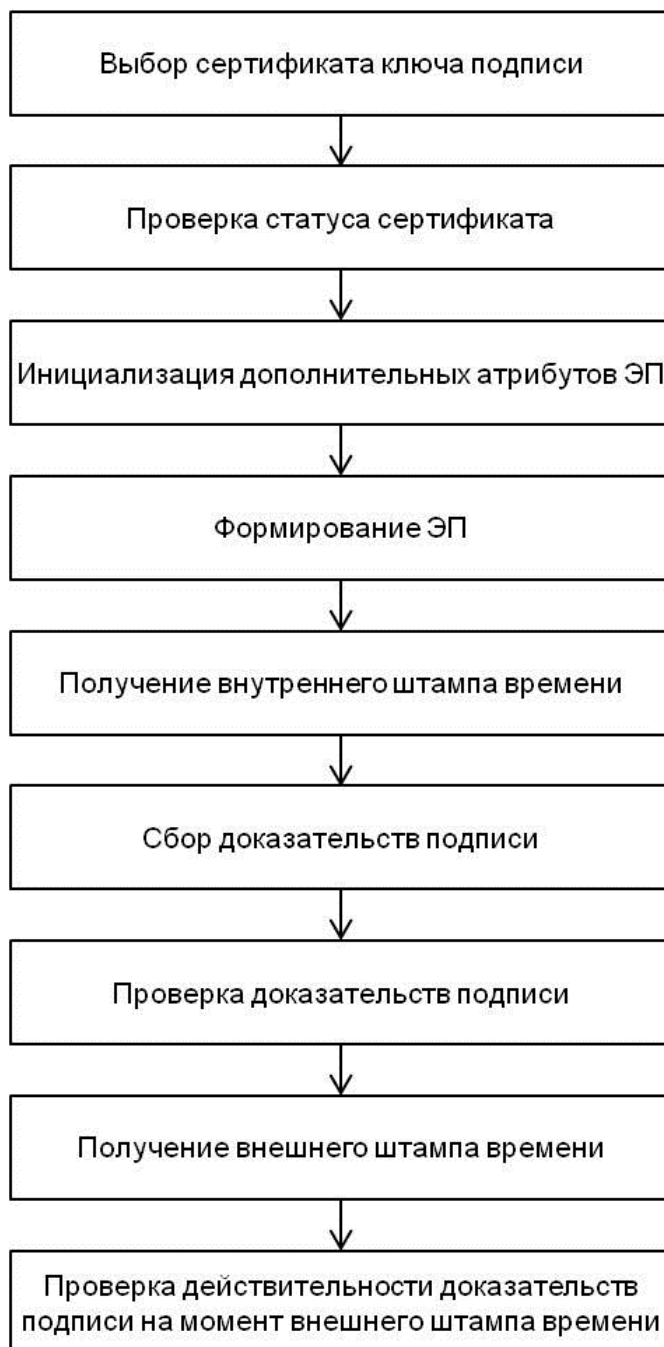 Выбор сертификата ключа подписи
Проверка статуса сертификата
Инициализация дополнительных атрибутов ЭП
Формирование ЭП
Получение внутреннего штампа времени
Сбор доказательств подписи
Проверка доказательств подписи
Получение внешнего штампа времени
Проверка действительности доказательств
подписи на момент внешнего штампа времени